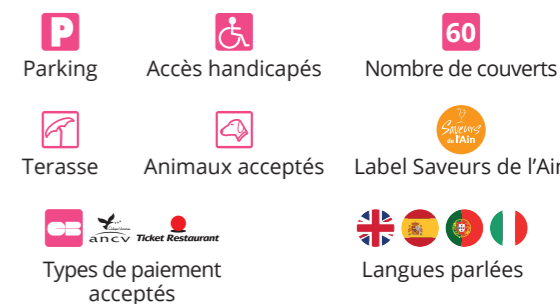 P
60
Parking
Accès handicapés
Nombre de couverts
Saveurs
de l'Ain
Terasse
Animaux acceptés
Label Saveurs de l'Ain
CB
ancv
Ticket Restaurant
Types de paiement
acceptés
Langues parlées